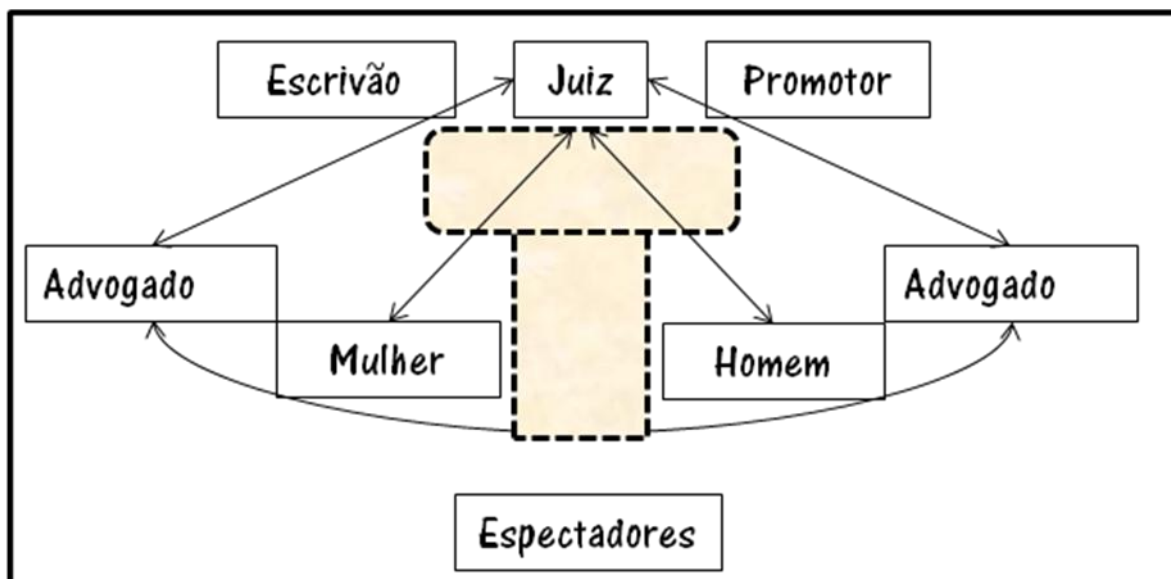 Escrivão
Juiz
Promotor
Advogado
Advogado
Mulher
Homem
Espectadores